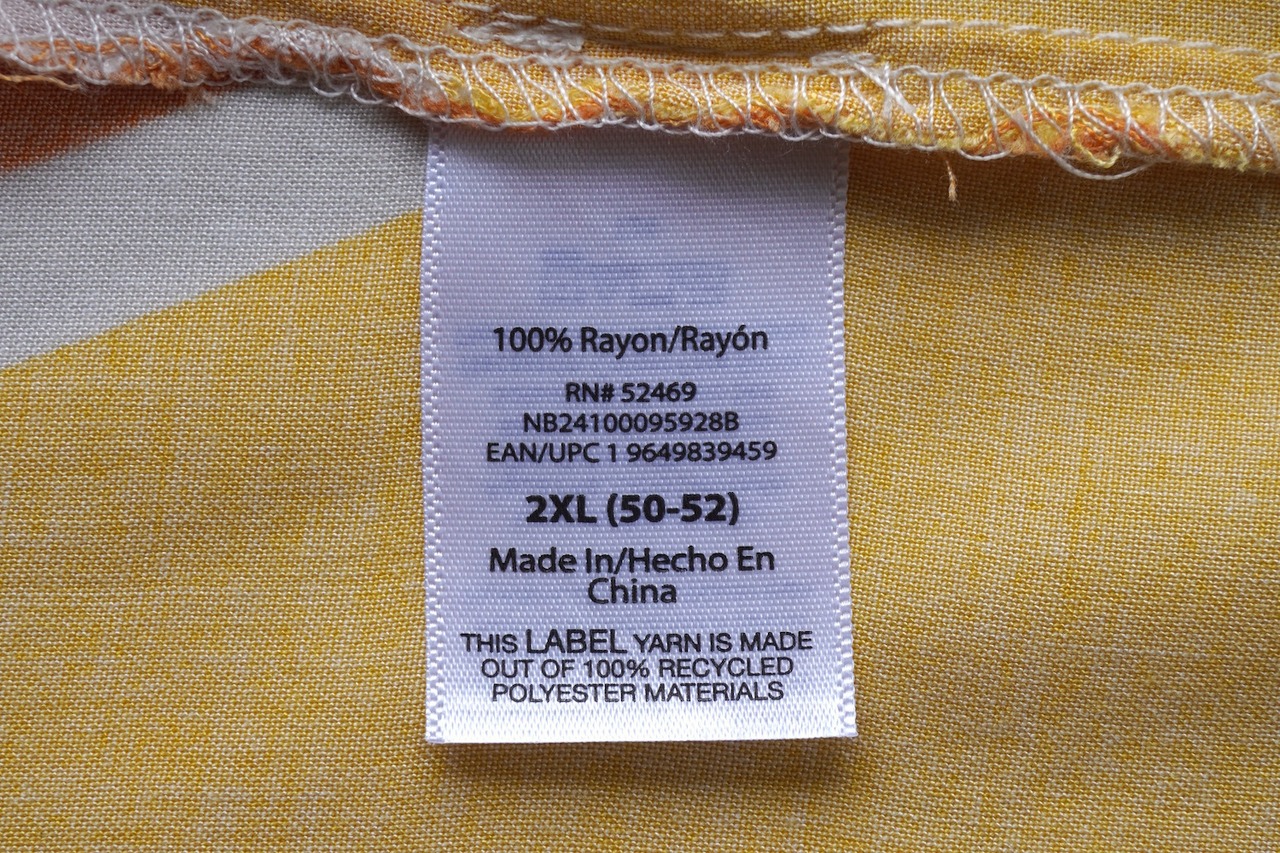 100% Rayon/Rayón
RN# 52469
NB24100095928B
EAN/UPC 1 9649839459
2XL (50-52)
Made In/Hecho En
China
THIS LABEL YARN IS MADE
OUT OF 100% RECYCLED
POLYESTER MATERIALS